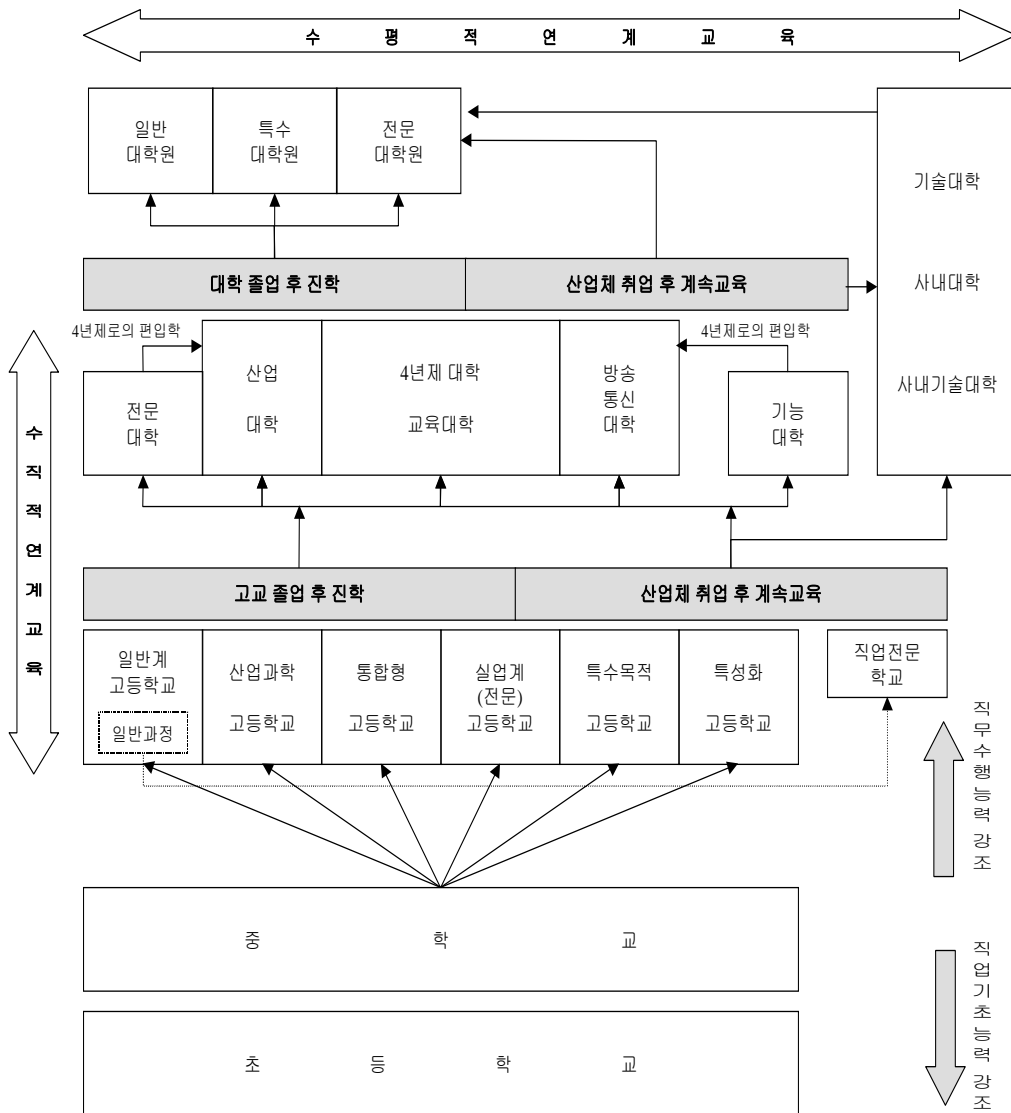 수 평 적 연 계 교 육
일반
대학원
특수
대학원
전문
대학원
기술대학
사내대학
사내기술대학
대학 졸업 후 진학
산업체 취업 후 계속교육
4년제로의 편입학
4년제로의 편입학
전문
대학
산업
대학
4년제 대학
교육대학
방송
통신
대학
기능
대학
수 직 적 연 계 교 육
고교 졸업 후 진학
산업체 취업 후 계속교육
일반계
고등학교
일반과정
산업과학
고등학교
통합형
고등학교
실업계
(전문)
고등학교
특수목적
고등학교
특성화
고등학교
직업전문
학교
직무수행능력 강조
중 학 교
직업기초능력 강조
초 등 학 교